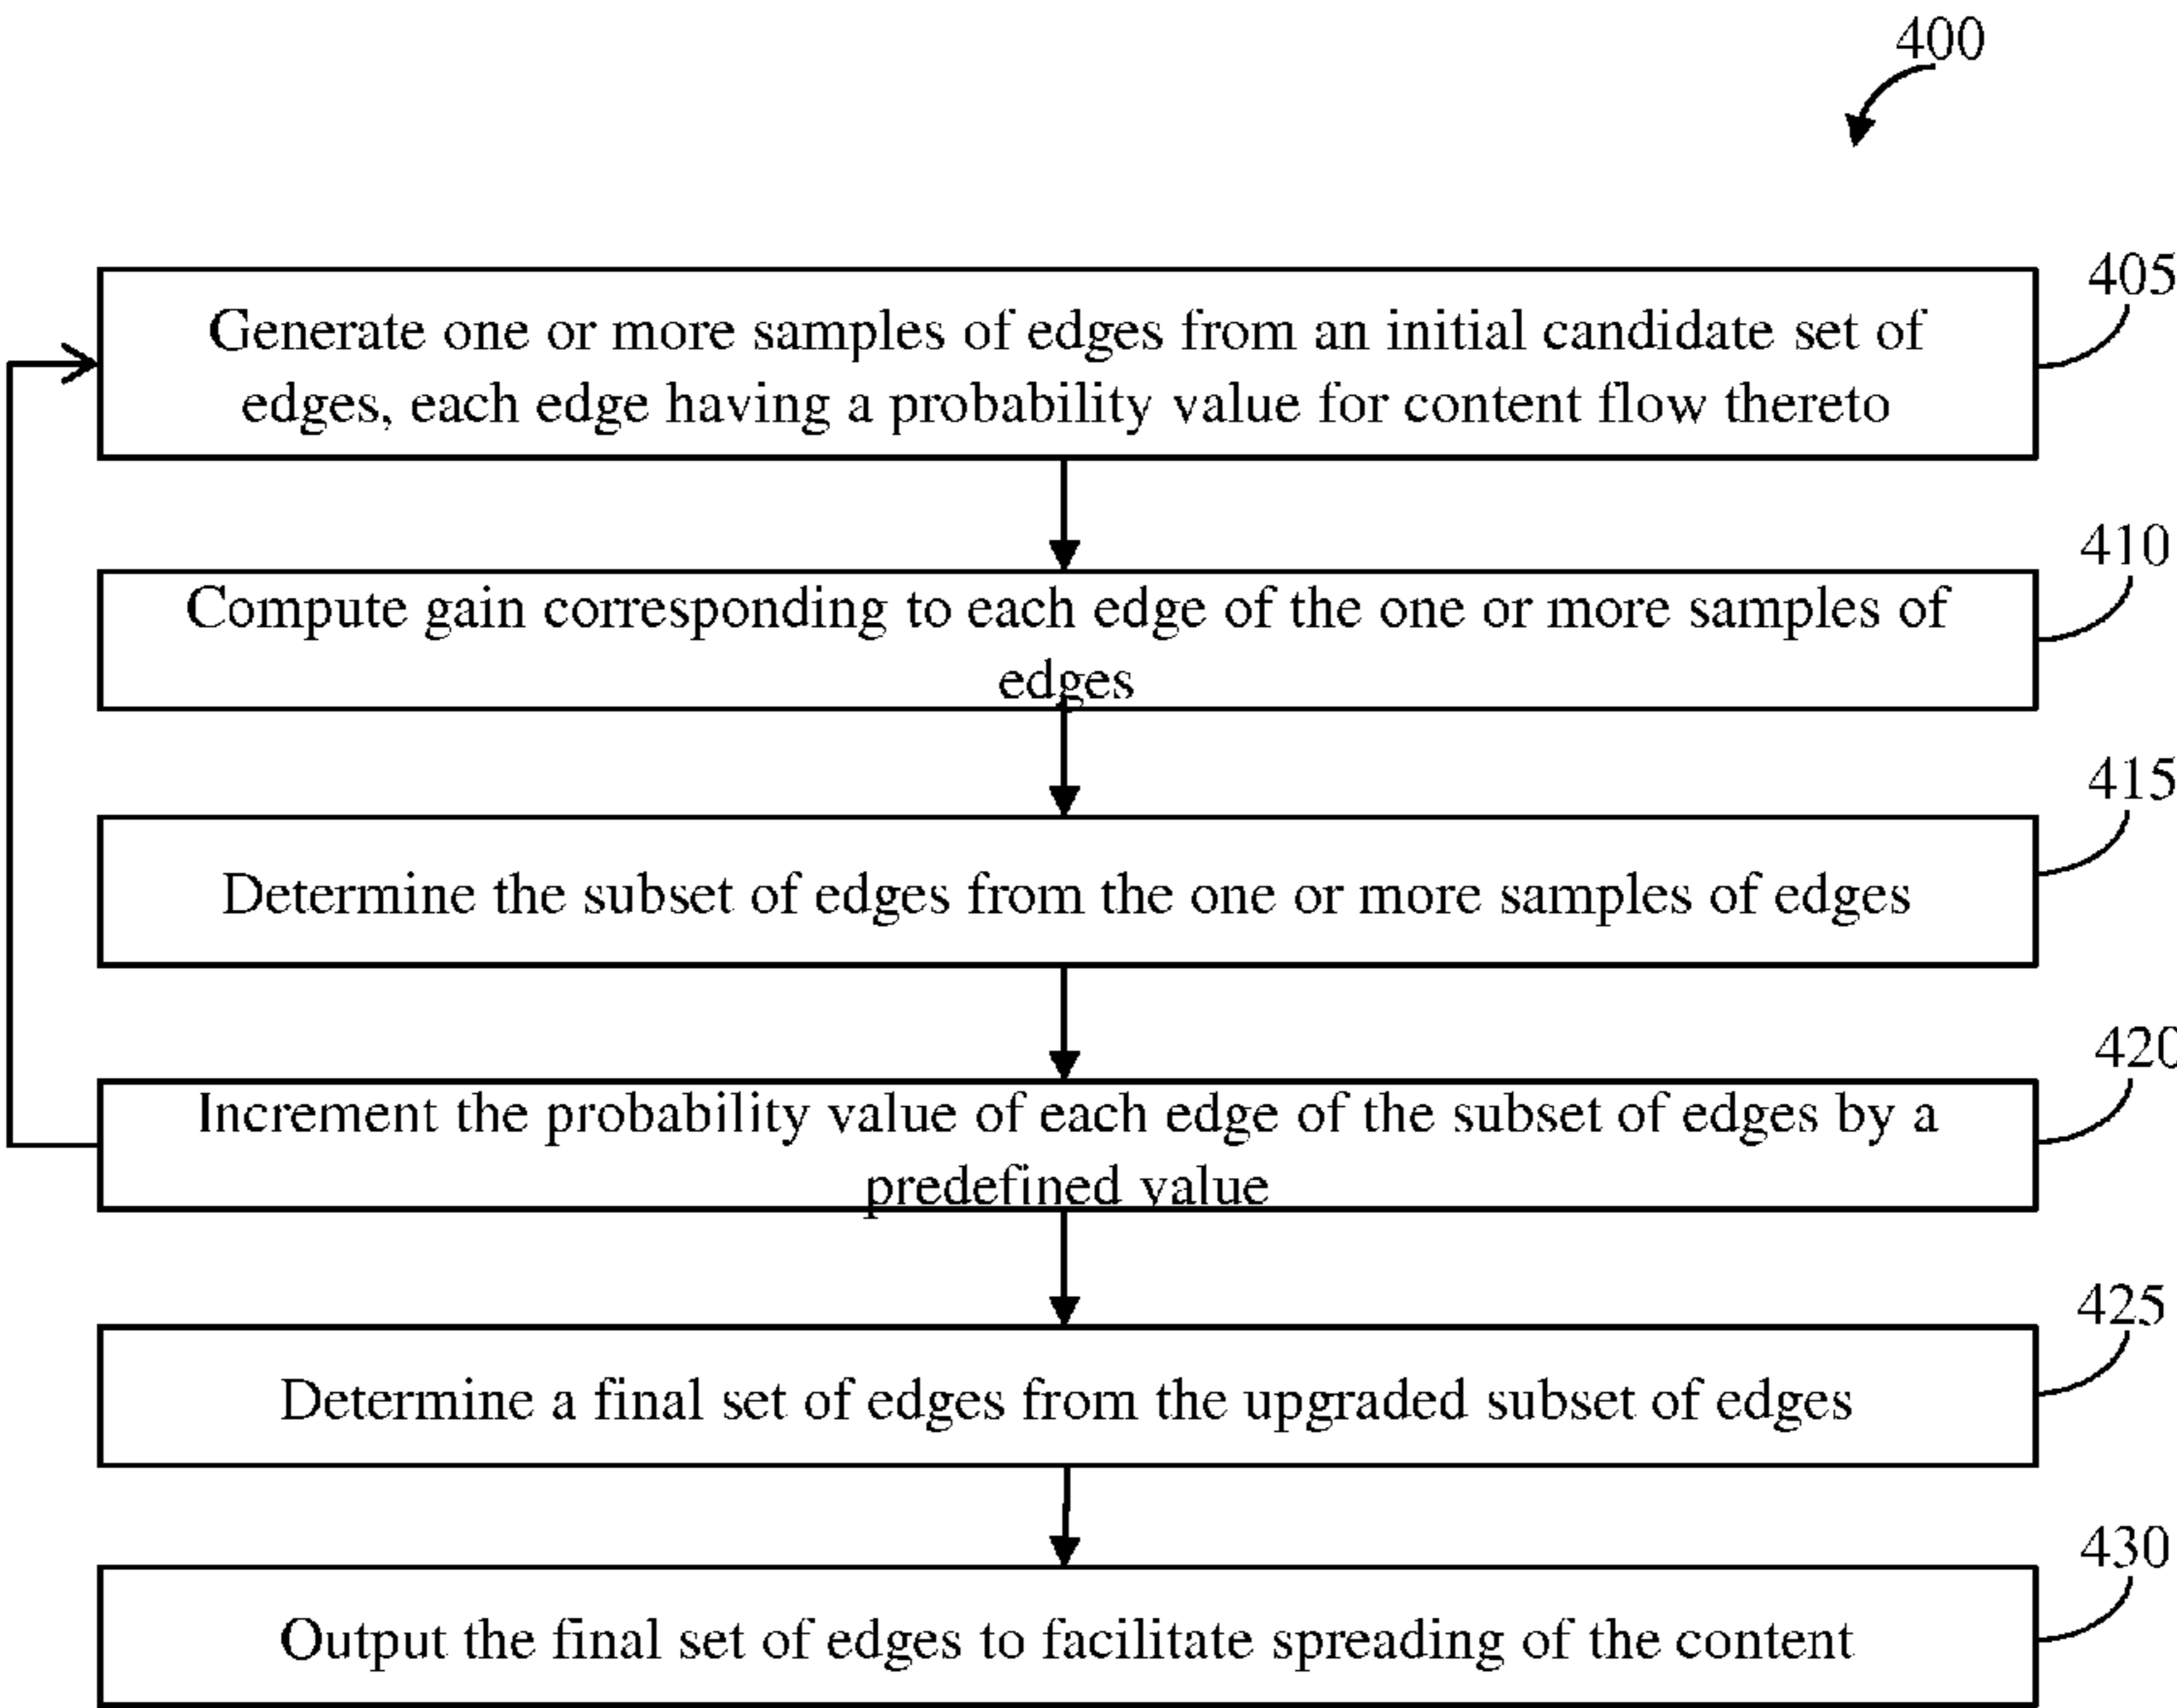 400
Generate one or more samples of edges from an initial candidate set of
edges, each edge having a probability value for content flow thereto
405
Compute gain corresponding to each edge of the one or more samples of
edges
410
Determine the subset of edges from the one or more samples of edges
415
Increment the probability value of each edge of the subset of edges by a
predefined value
420
Determine a final set of edges from the upgraded subset of edges
425
Output the final set of edges to facilitate spreading of the content
430